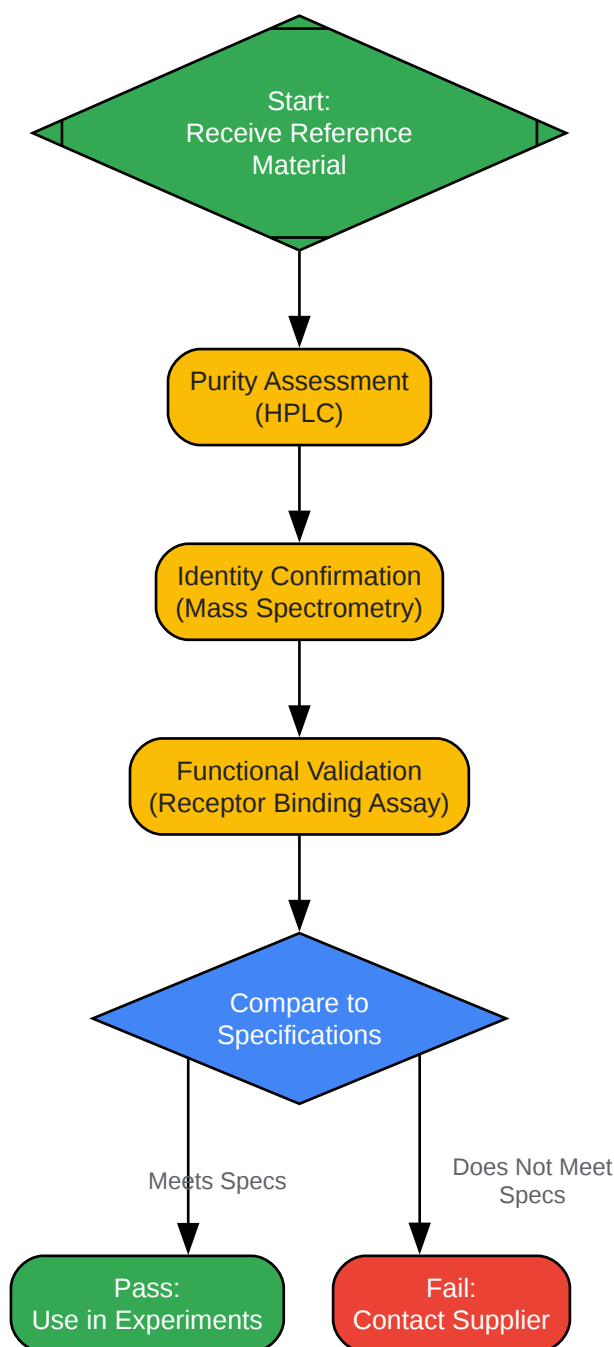 Start:
Receive Reference
Material
Purity Assessment
(HPLC)
Identity Confirmation
(Mass Spectrometry)
Functional Validation
(Receptor Binding Assay)
Compare to
Specifications
Meets Specs
Does Not Meet
Specs
Pass:
Use in Experiments
Fail:
Contact Supplier